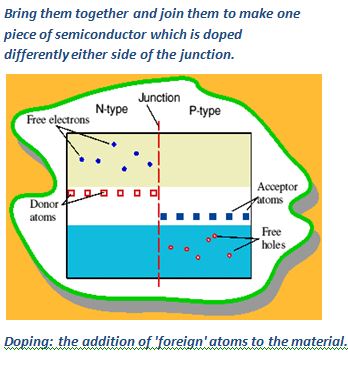 Bring them together and join them to make one
piece of semiconductor which is doped
differently either side of the junction.
Junction
N-type
P-type
Free electrons
Acceptor
atoms
Donor
atoms
Free
holes
Doping: the addition of 'foreign' atoms to the material.